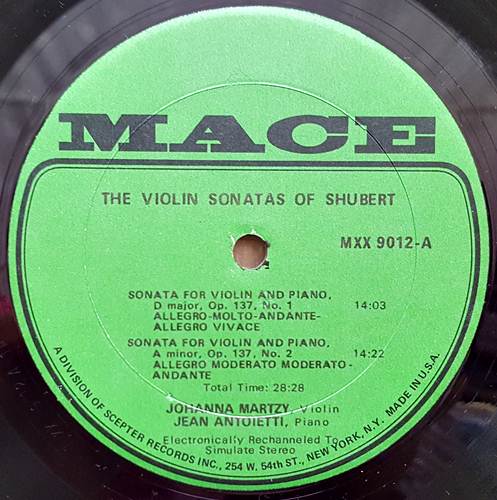 MACE
THE VIOLIN SONATAS OF SHUBERT
MXX 9012-A
SONATA FOR VIOLIN AND PIANO,
D major, Op. 137, No. 1 14:03
ALLEGRO-MOLTO-ANDANTE-
ALLEGRO VIVACE
SONATA FOR VIOLIN AND PIANO,
A minor, Op. 137, No. 2 14:22
ALLEGRO MODERATO MODERATO-
ANDANTE
Total Time: 28:28
JOHANNA MARTZY, Violin
JEAN ANTOIETTI, Piano
Electronically Rechanneled To
Simulate Stereo
A DIVISION OF SCEPTER RECORDS INC., 254 W. 54th ST., NEW YORK, N.Y. MADE IN U.S.A.